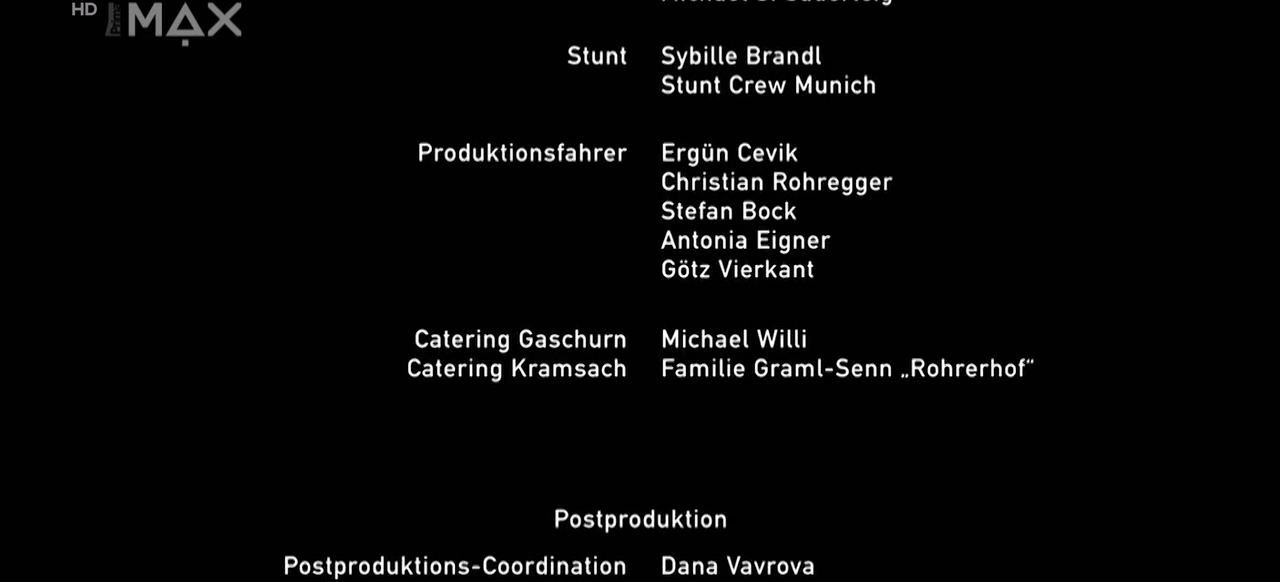 HD
MAX
Stunt Sybille Brandl
Stunt Crew Munich
Produktionsfahrer Ergün Cevik
Christian Rohregger
Stefan Bock
Antonia Eigner
Götz Vierkant
Catering Gaschurn Michael Willi
Catering Kramsach Familie Graml-Senn „Rohrerhof“
Postproduktion
Postproduktions-Coordination Dana Vavrova